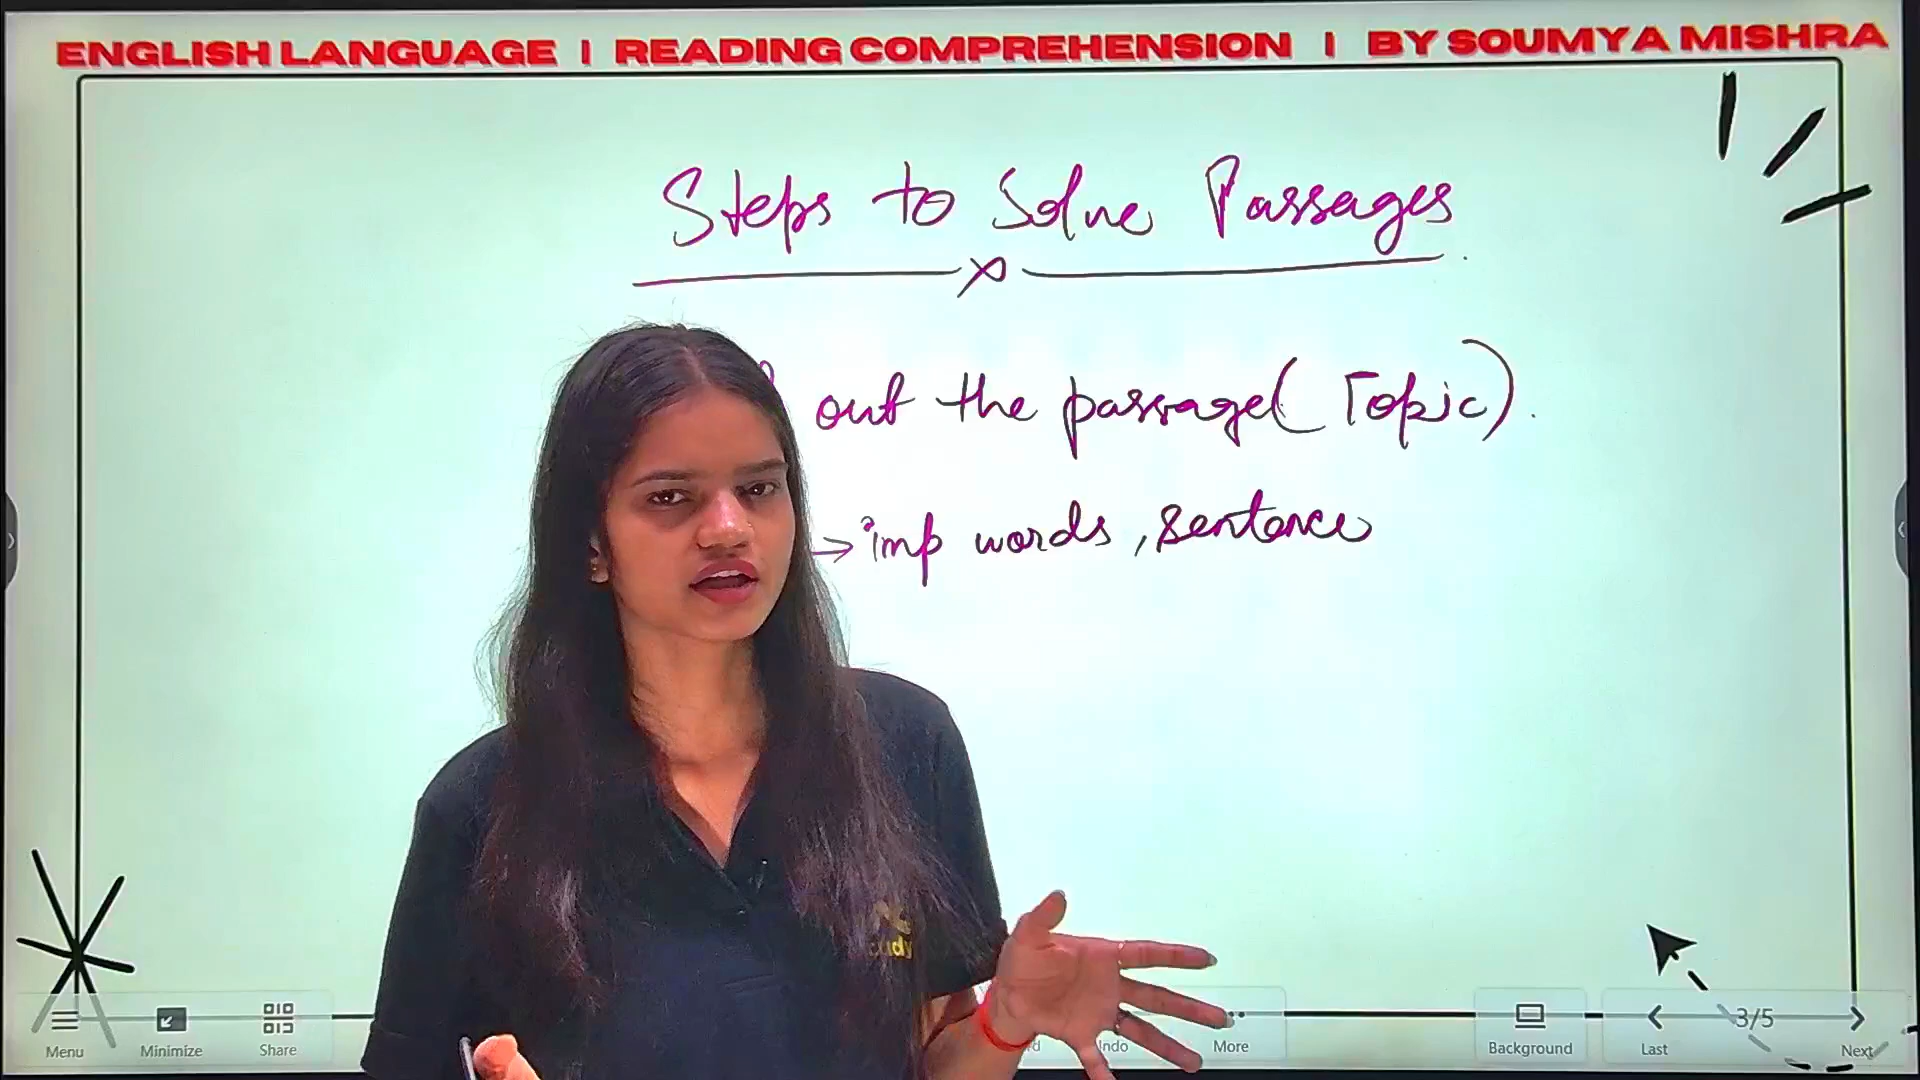 ENGLISH LANGUAGE | READING COMPREHENSION | BY SOUMYA MISHRA
Steps to Solve Passages
out the passage ( Topic ).
→ imp words, sentence
Menu
Minimize
Share
More
Background
Last
3/5
Next